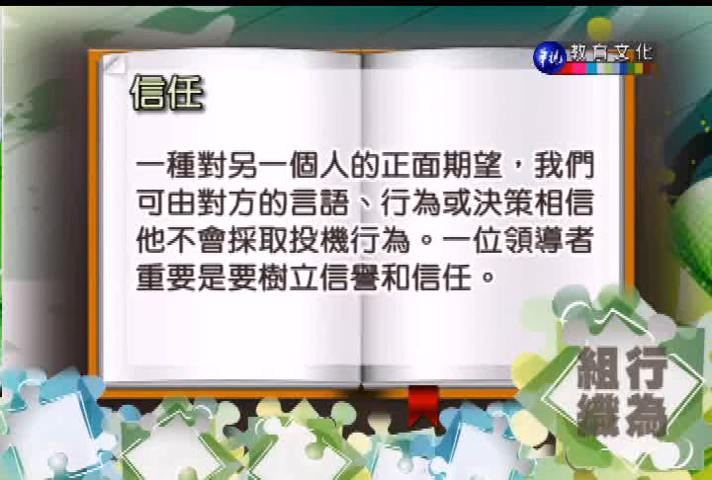 華視 教育文化
信任
一種對另一個人的正面期望，我們
可由對方的言語、行為或決策相信
他不會採取投機行為。一位領導者
重要是要樹立信譽和信任。
組行
織為